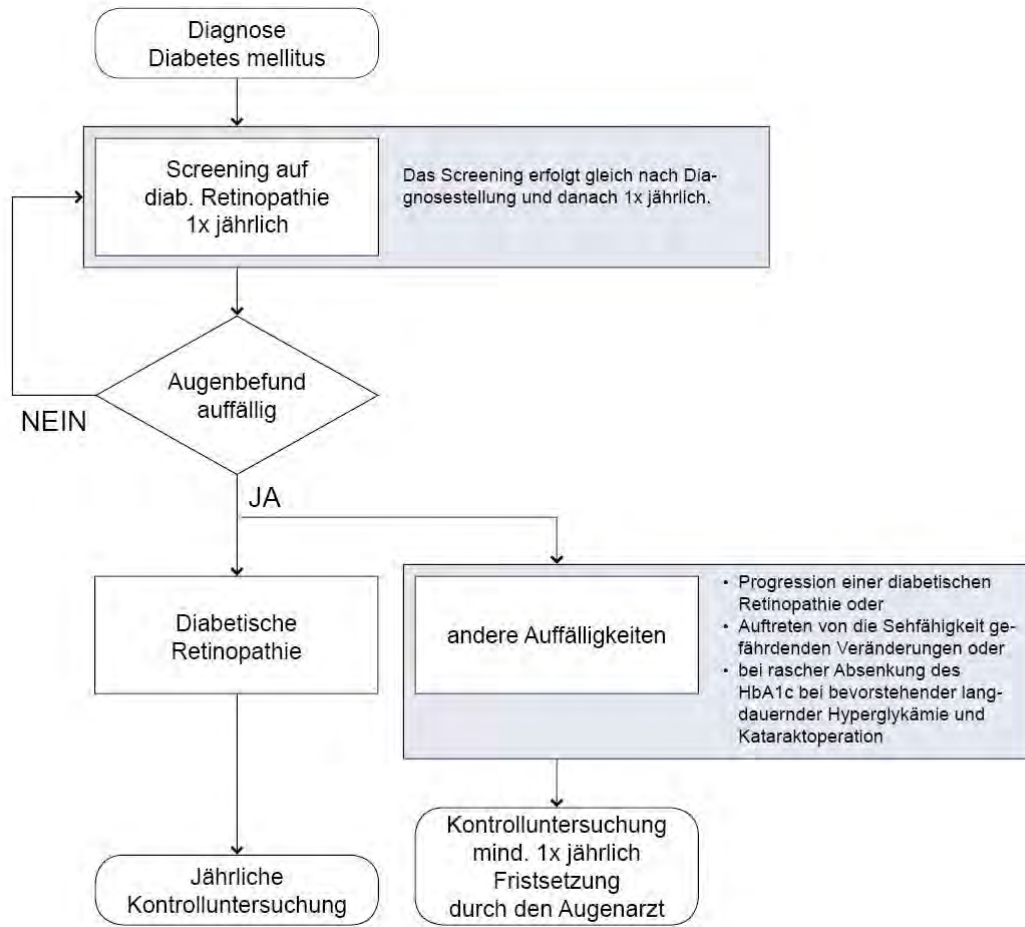 Diagnose
Diabetes mellitus
Screening auf
diab. Retinopathie
1x jährlich
Das Screening erfolgt gleich nach Dia-
gnosestellung und danach 1x jährlich.
Augenbefund
auffällig
NEIN
JA
Diabetische
Retinopathie
andere Auffälligkeiten
• Progression einer diabetischen
Retinopathie oder
• Auftreten von die Sehfähigkeit ge-
fährdenden Veränderungen oder
• bei rascher Absenkung des
HbA1c bei bevorstehender lang-
dauernder Hyperglykämie und
Kataraktoperation
Jährliche
Kontrolluntersuchung
Kontrolluntersuchung
mind. 1x jährlich
Fristsetzung
durch den Augenarzt